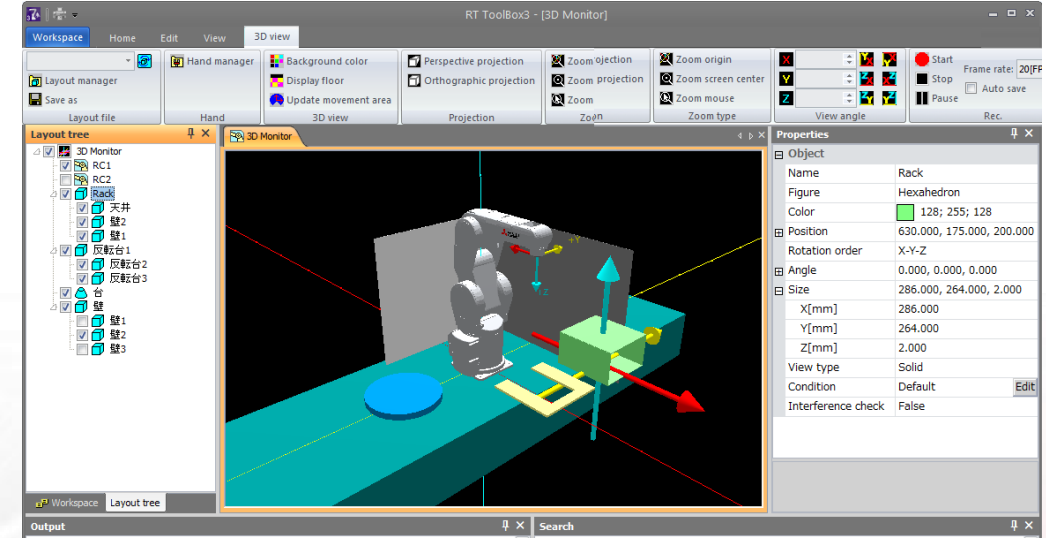 RT ToolBox3 - [3D Monitor]
Workspace Home Edit View 3D view
Hand manager
Layout manager
Save as
Layout file
Hand
Background color
Display floor
Update movement area
3D view
Perspective projection
Orthographic projection
Projection
Zoom ojection
Zoom projection
Zoom
Zoon
Zoom origin
Zoom screen center
Zoom mouse
Zoom type
X
Y
Z
View angle
Start
Stop
Pause
Frame rate: 20[FP
Auto save
Rec.
Layout tree
3D Monitor
RC1
RC2
Rack
天井
壁2
壁1
反転台1
反転台2
反転台3
台
壁
壁1
壁2
壁3
Workspace Layout tree
3D Monitor
+Y
Z
Properties
Object
Name Rack
Figure Hexahedron
Color 128; 255; 128
Position 630.000, 175.000, 200.000
Rotation order X-Y-Z
Angle 0.000, 0.000, 0.000
Size 286.000, 264.000, 2.000
X[mm] 286.000
Y[mm] 264.000
Z[mm] 2.000
View type Solid
Condition Default Edit
Interference check False
Output
Search